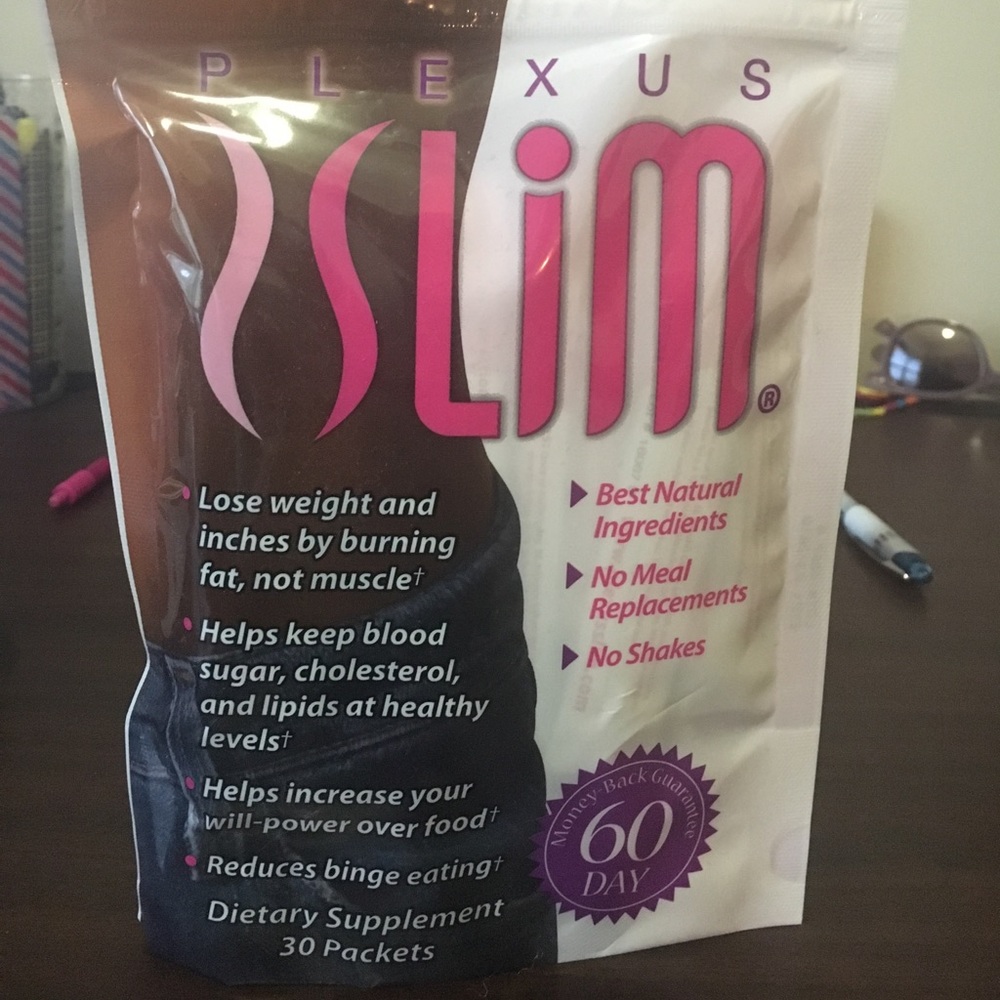 PLEXUS
SLiM®
Lose weight and
inches by burning
fat, not muscle†
Helps keep blood
sugar, cholesterol,
and lipids at healthy
levels†
Helps increase your
will-power over food†
Reduces binge eating†
Dietary Supplement
30 Packets
Best Natural
Ingredients
No Meal
Replacements
No Shakes
Money-Back Guarantee
60
DAY